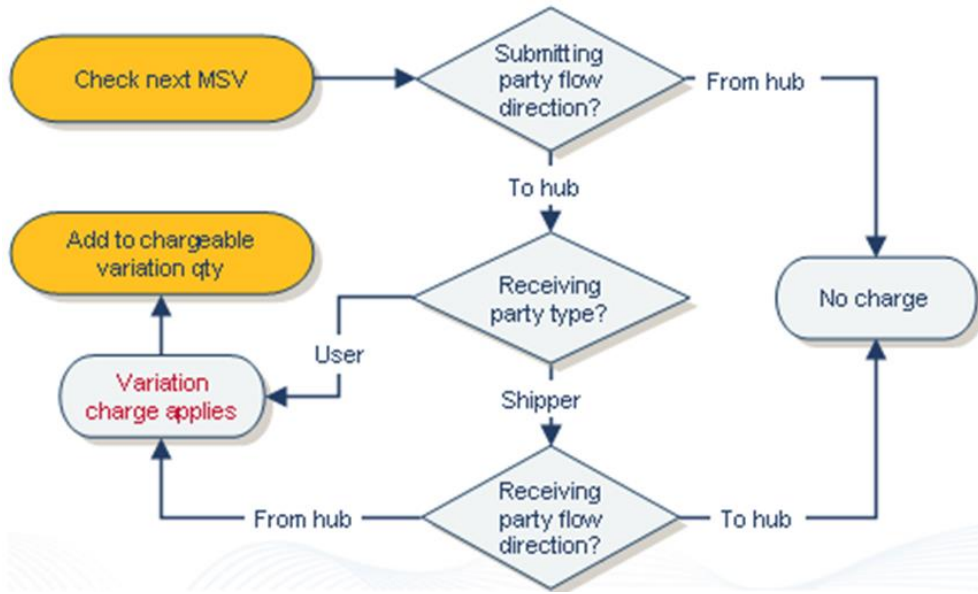 Check next MSV
Submitting
party flow
direction?
From hub
To hub
Add to chargeable
variation qty
Receiving
party type?
No charge
User
Variation
charge applies
Shipper
Receiving
party flow
direction?
From hub
To hub